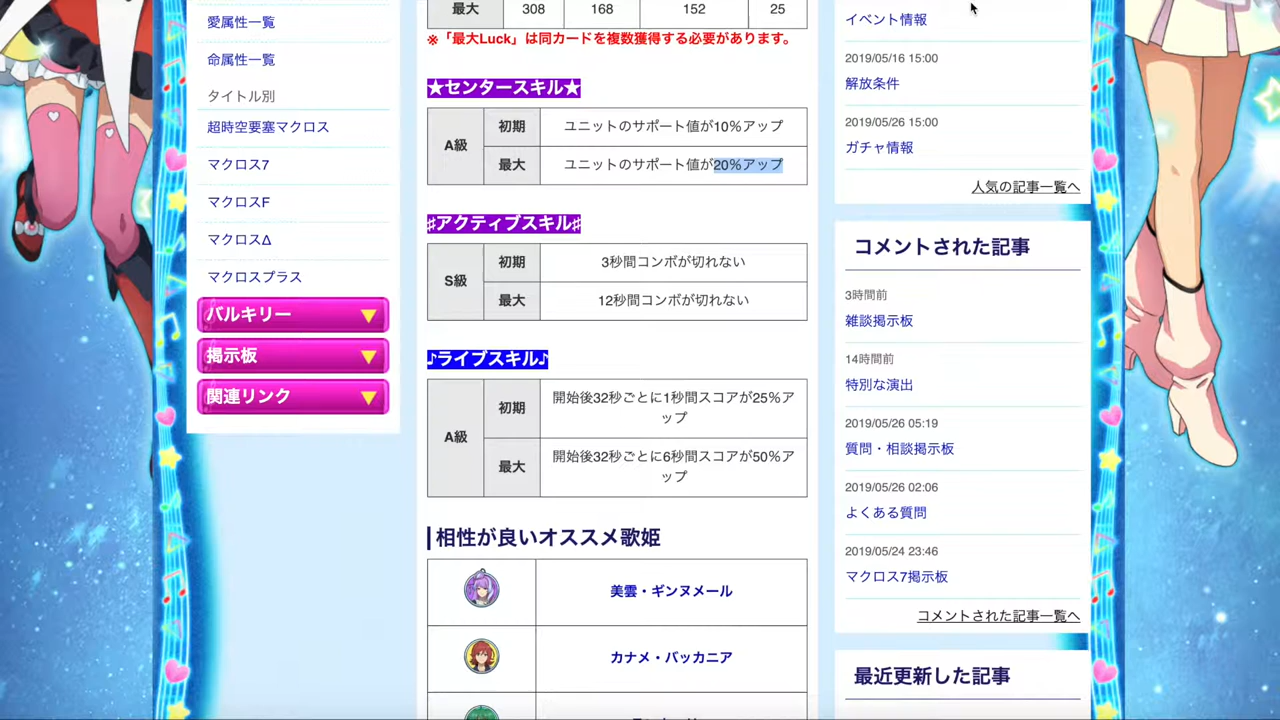 愛属性一覧
命属性一覧
タイトル別
超時空要塞マクロス
マクロス7
マクロスF
マクロスΔ
マクロスプラス
バルキリー
掲示板
関連リンク
最大 308 168 152 25
※「最大Luck」は同カードを複数獲得する必要があります。
★センタースキル★
A級
初期 ユニットのサポート値が10%アップ
最大 ユニットのサポート値が20%アップ
♯アクティブスキル♯
S級
初期 3秒間コンボが切れない
最大 12秒間コンボが切れない
♪ライブスキル♪
A級
初期 開始後32秒ごとに1秒間スコアが25%ア
ップ
最大 開始後32秒ごとに6秒間スコアが50%ア
ップ
相性が良いオススメ歌姫
美雲・ギンヌメール
カナメ・バッカニア
イベント情報
2019/05/16 15:00
解放条件
2019/05/26 15:00
ガチャ情報
人気の記事一覧へ
コメントされた記事
3時間前
雑談掲示板
14時間前
特別な演出
2019/05/26 05:19
質問・相談掲示板
2019/05/26 02:06
よくある質問
2019/05/24 23:46
マクロス7掲示板
コメントされた記事一覧へ
最近更新した記事